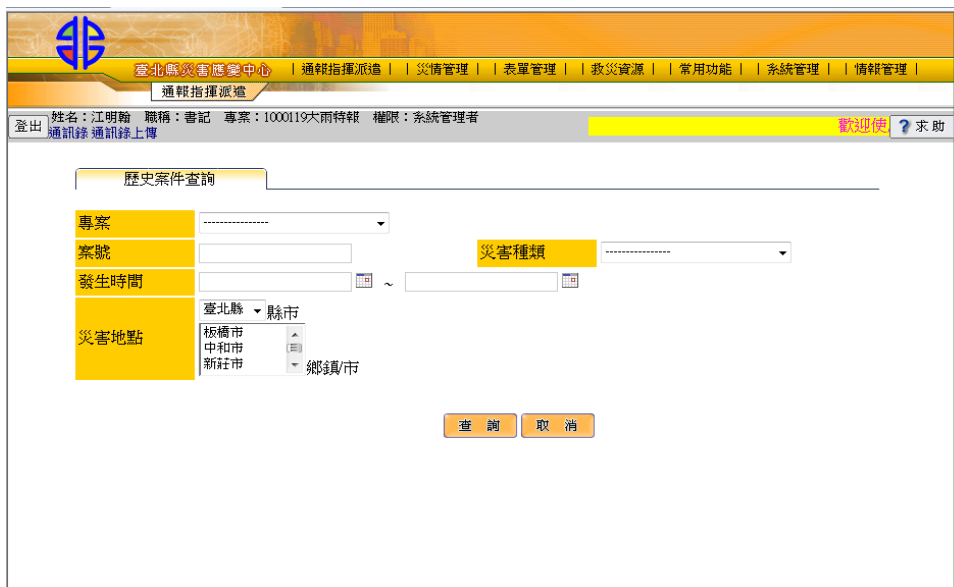 臺北縣災害應變中心 | 通報指揮派遣 | | 災情管理 | | 表單管理 | | 救災資源 | | 常用功能 | | 系統管理 | | 情報管理 |
通報指揮派遣
登出 姓名：江明翰 職稱：書記 專案：1000119大雨特報 權限：系統管理者
通訊錄 通訊錄上傳
歡迎使 ? 求助
歷史案件查詢
專案 ---------------
案號 災害種類 ---------------
發生時間 ~
災害地點 臺北縣 縣市
板橋市
中和市
新莊市 鄉鎮/市
查 詢 取 消